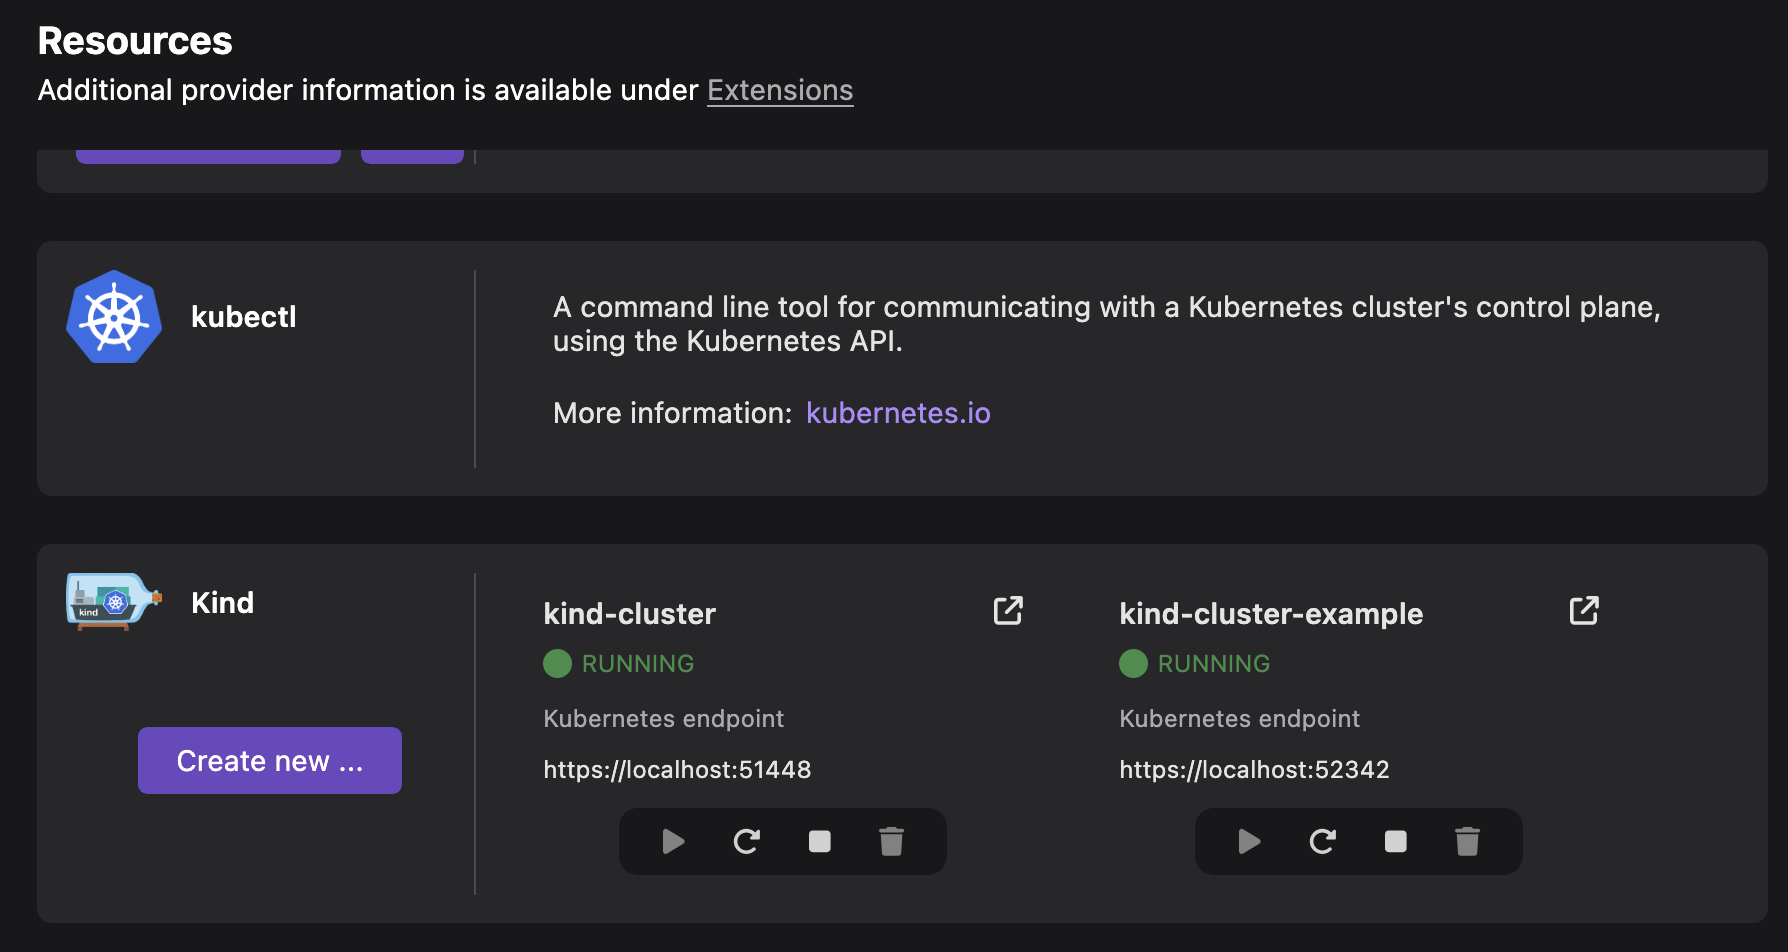 Resources
Additional provider information is available under Extensions
kubectl
A command line tool for communicating with a Kubernetes cluster's control plane,
using the Kubernetes API.
More information: kubernetes.io
kind
Kind
Create new ...
kind-cluster
RUNNING
Kubernetes endpoint
https://localhost:51448
kind-cluster-example
RUNNING
Kubernetes endpoint
https://localhost:52342